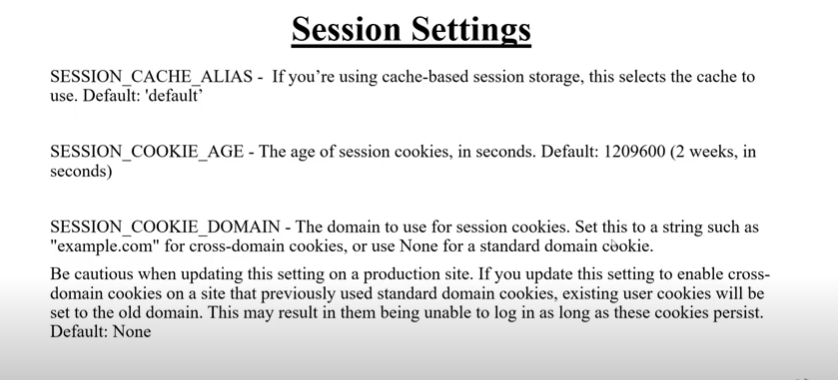 Session Settings
SESSION_CACHE_ALIAS - If you’re using cache-based session storage, this selects the cache to
use. Default: 'default’
SESSION_COOKIE_AGE - The age of session cookies, in seconds. Default: 1209600 (2 weeks, in
seconds)
SESSION_COOKIE_DOMAIN - The domain to use for session cookies. Set this to a string such as
"example.com" for cross-domain cookies, or use None for a standard domain cookie.
Be cautious when updating this setting on a production site. If you update this setting to enable cross-
domain cookies on a site that previously used standard domain cookies, existing user cookies will be
set to the old domain. This may result in them being unable to log in as long as these cookies persist.
Default: None